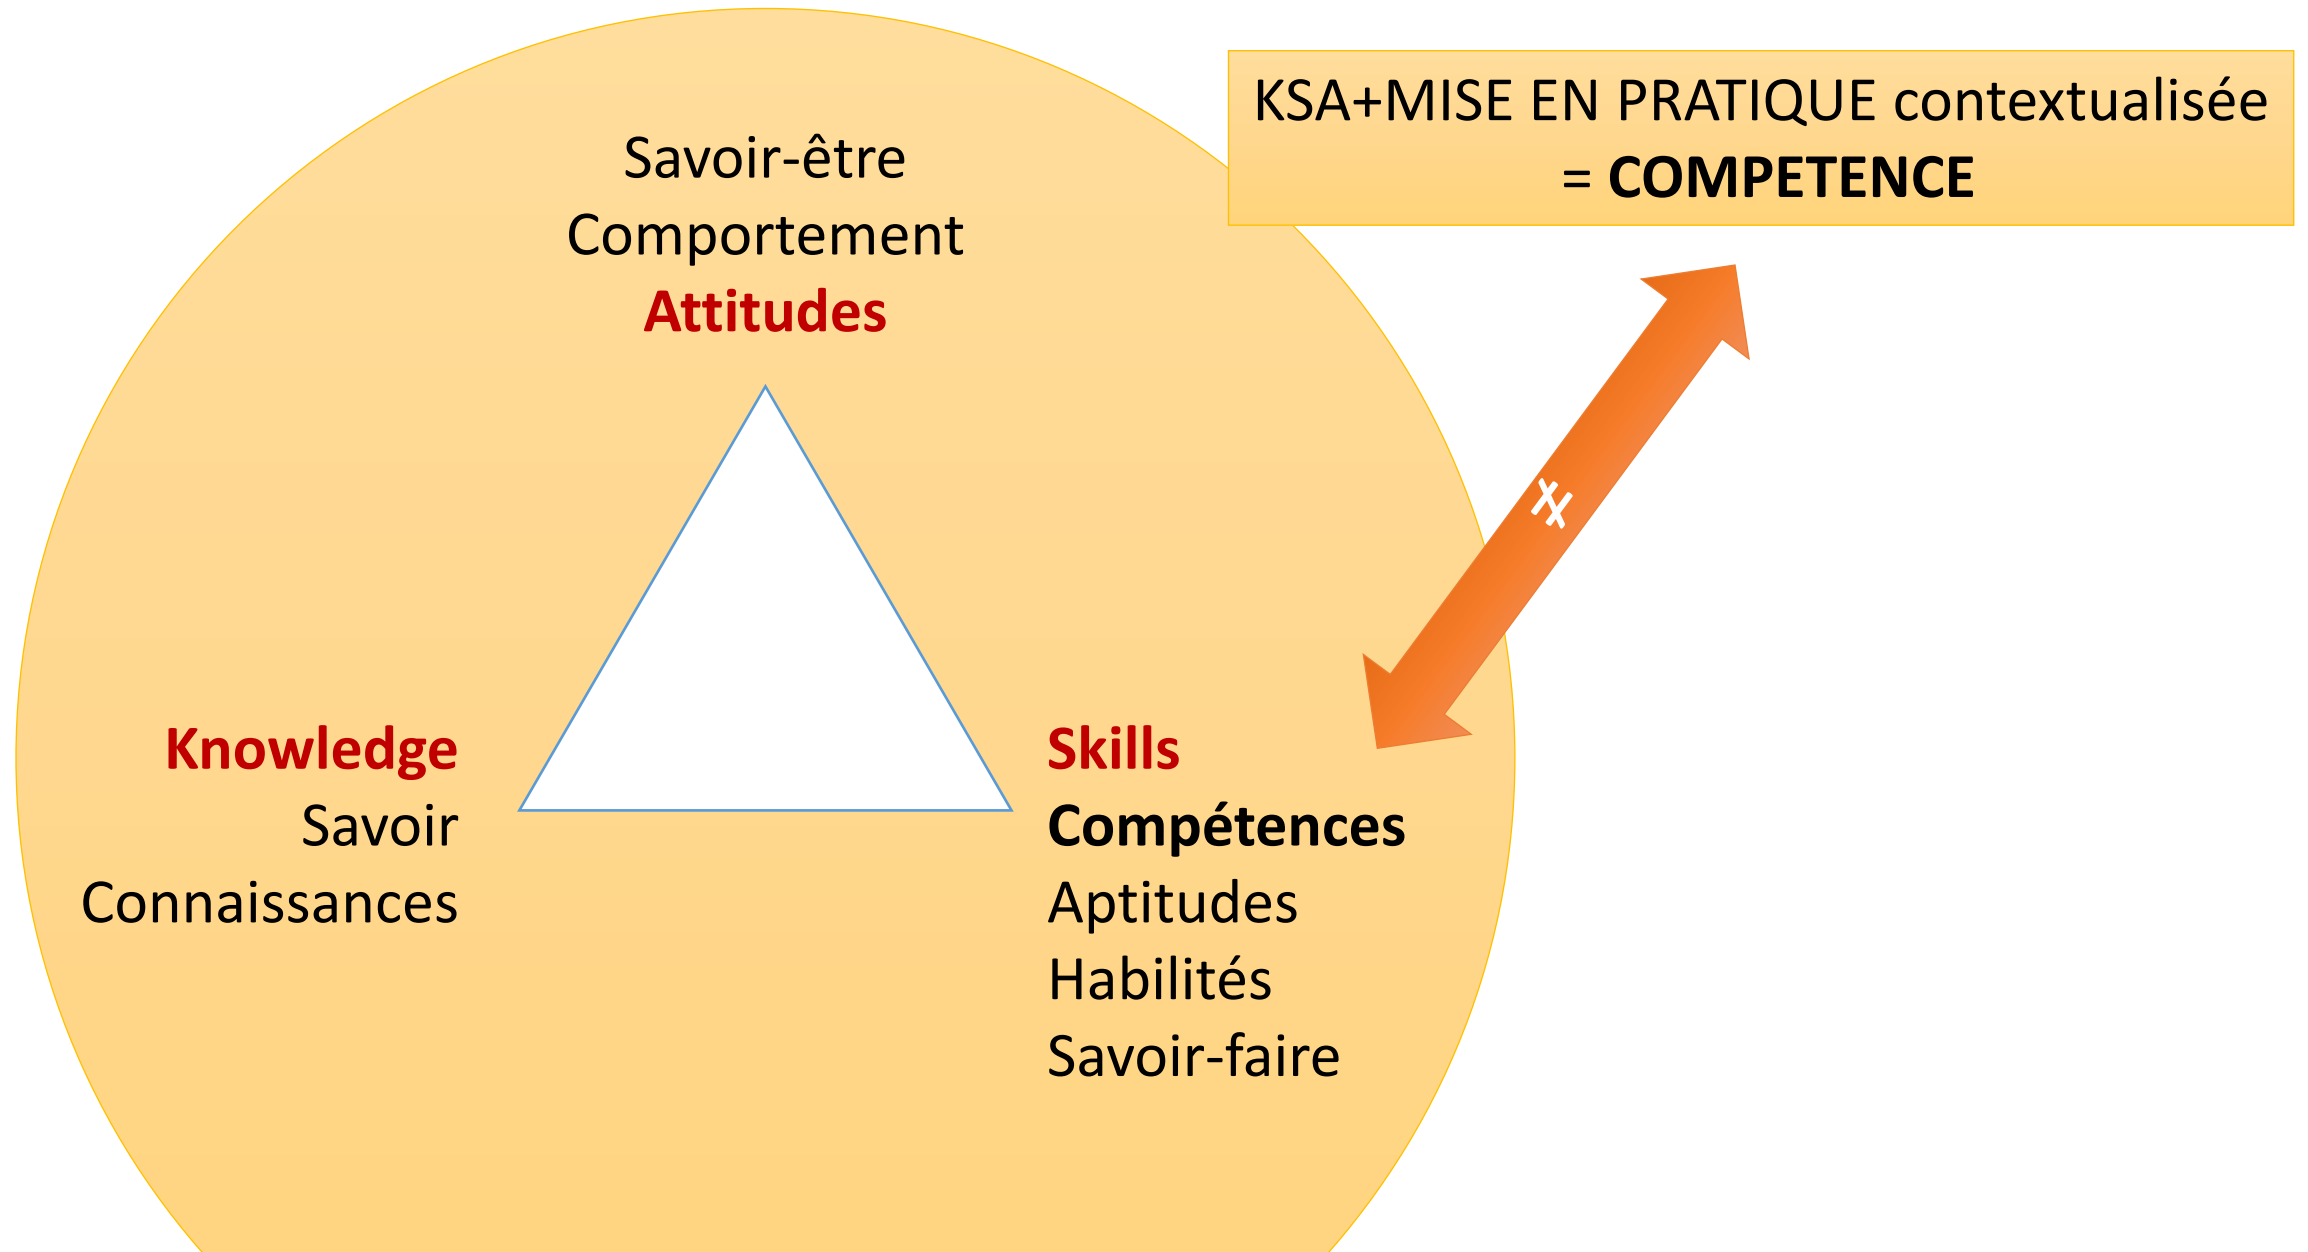 KSA+MISE EN PRATIQUE contextualisée
= COMPETENCE
Savoir-être
Comportement
Attitudes
≠
Knowledge
Savoir
Connaissances
Skills
Compétences
Aptitudes
Habilités
Savoir-faire